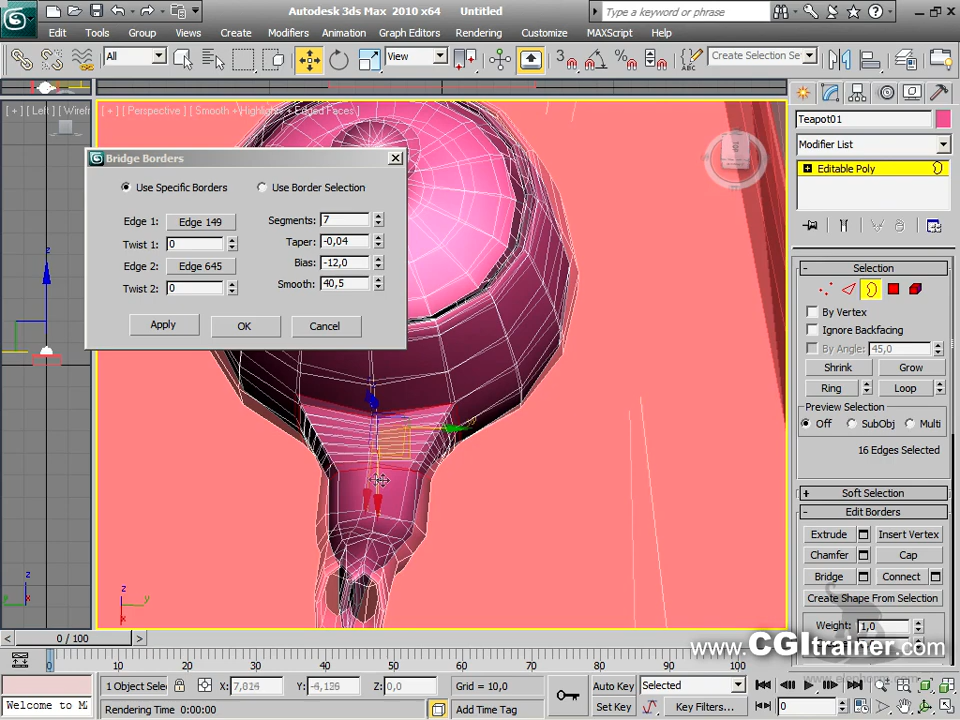 Autodesk 3ds Max 2010 x64 Untitled
Type a keyword or phrase
Edit Tools Group Views Create Modifiers Animation Graph Editors Rendering Customize MAXScript Help
All View 3 Create Selection Se
[ + ] [ Left ] [ Wirefr
[ + ] [ Perspective ] [ Smooth + Highlights + Edged Faces ]
Bridge Borders
Use Specific Borders Use Border Selection
Edge 1: Edge 149 Segments: 7
Twist 1: 0 Taper: -0,04
Edge 2: Edge 645 Bias: -12,0
Twist 2: 0 Smooth: 40,5
Apply OK Cancel
Teapot01
Modifier List
Editable Poly
- Selection
By Vertex
Ignore Backfacing
By Angle: 45,0
Shrink Grow
Ring Loop
Preview Selection
Off SubObj Multi
16 Edges Selected
+ Soft Selection
- Edit Borders
Extrude Insert Vertex
Chamfer Cap
Bridge Connect
Create Shape From Selection
Weight: 1,0
www.CGItrainer.com
z y x
z y x
0 / 100
0 10 20 30 40 50 60 70 80 90 100
1 Object Selec X: 7,814 Y: -4,126 Z: 0,0 Grid = 10,0 Auto Key Selected
Welcome to M
Rendering Time 0:00:00 Add Time Tag Set Key Key Filters... 0